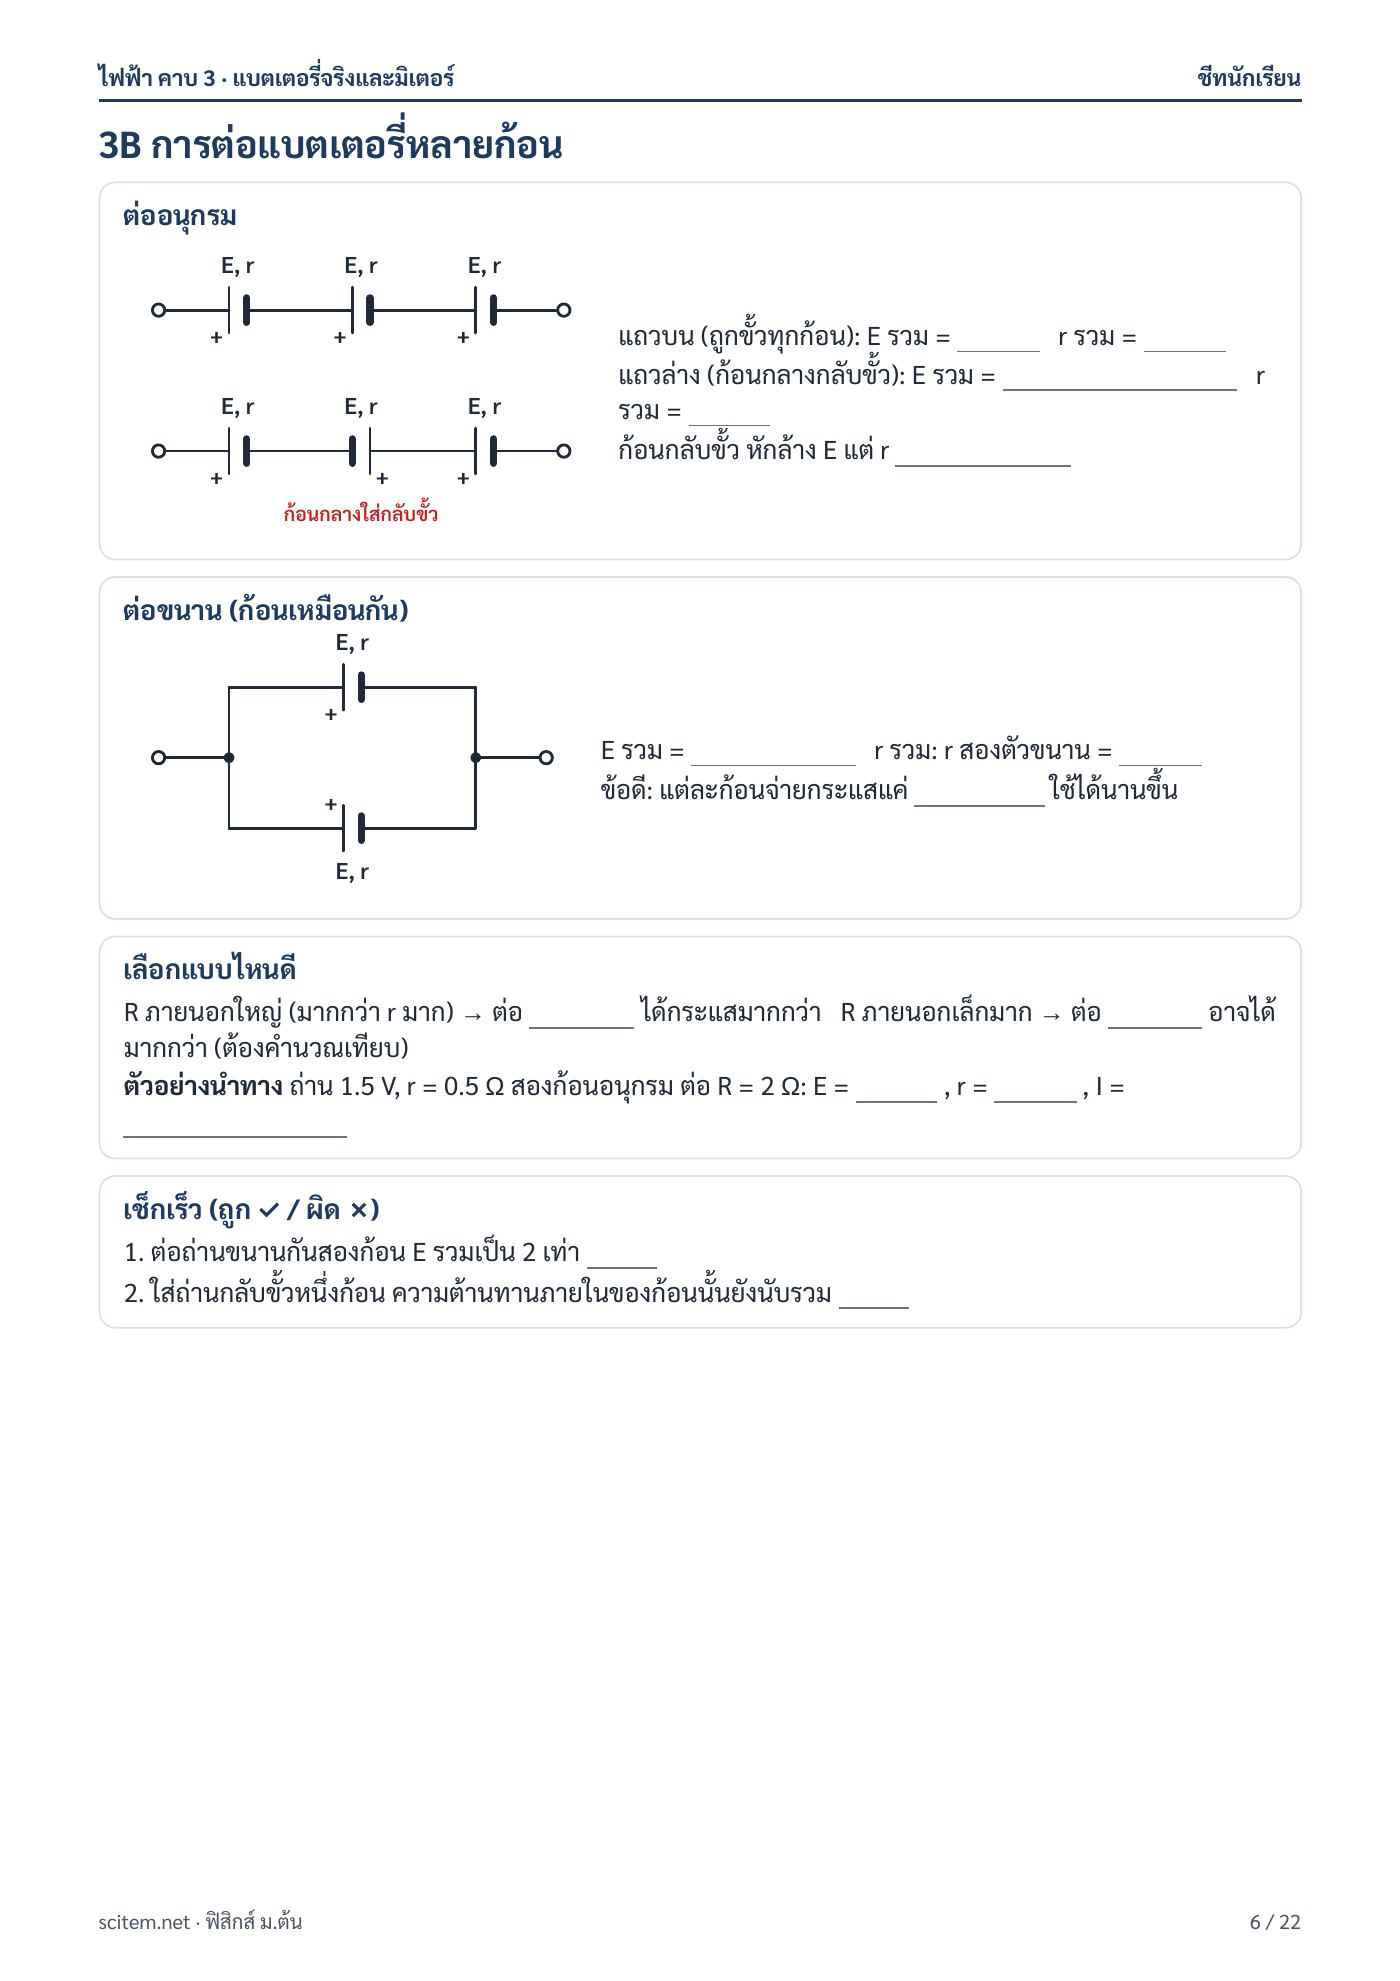 ไฟฟ้า คาบ 3 · แบตเตอรี่จริงและมิเตอร์
ชีทนักเรียน
3B การต่อแบตเตอรี่หลายก้อน
ต่ออนุกรม
E, r E, r E, r
+ + +
E, r E, r E, r
+ + +
ก้อนกลางใส่กลับขั้ว
แถวบน (ถูกขั้วทุกก้อน): E รวม = ______ r รวม = ______
แถวล่าง (ก้อนกลางกลับขั้ว): E รวม = ________________ r
รวม = ______
ก้อนกลับขั้ว หักล้าง E แต่ r ____________
ต่อขนาน (ก้อนเหมือนกัน)
E, r
+
+
E, r
E รวม = ____________ r รวม: r สองตัวขนาน = ______
ข้อดี: แต่ละก้อนจ่ายกระแสแค่ _________ ใช้ได้นานขึ้น
เลือกแบบไหนดี
R ภายนอกใหญ่ (มากกว่า r มาก) → ต่อ ________ ได้กระแสมากกว่า R ภายนอกเล็กมาก → ต่อ _______ อาจได้
มากกว่า (ต้องคำนวณเทียบ)
ตัวอย่างนำทาง ถ่าน 1.5 V, r = 0.5 Ω สองก้อนอนุกรม ต่อ R = 2 Ω: E = ______ , r = ______ , I =
________________
เช็กเร็ว (ถูก ✓ / ผิด ✕)
1. ต่อถ่านขนานกันสองก้อน E รวมเป็น 2 เท่า _____
2. ใส่ถ่านกลับขั้วหนึ่งก้อน ความต้านทานภายในของก้อนนั้นยังนับรวม _____
scitem.net · ฟิสิกส์ ม.ต้น
6 / 22